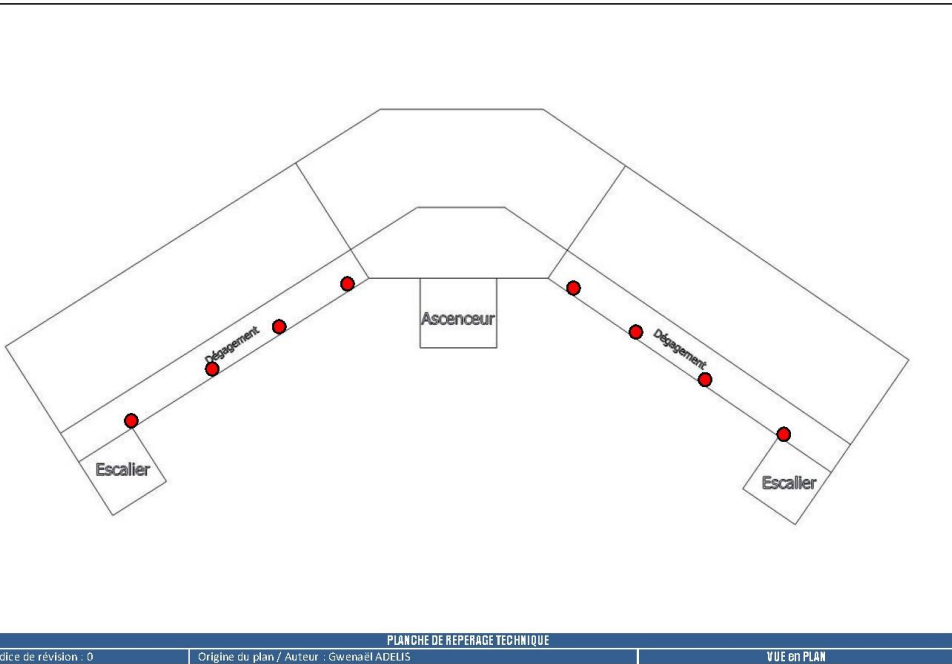 Ascenceur
Dégagement
Dégagement
Escalier
Escalier
PLANCHE DE REPERAGE TECHNIQUE
dice de révision : 0
Origine du plan / Auteur : Gwenaël ADELIS
VUE en PLAN